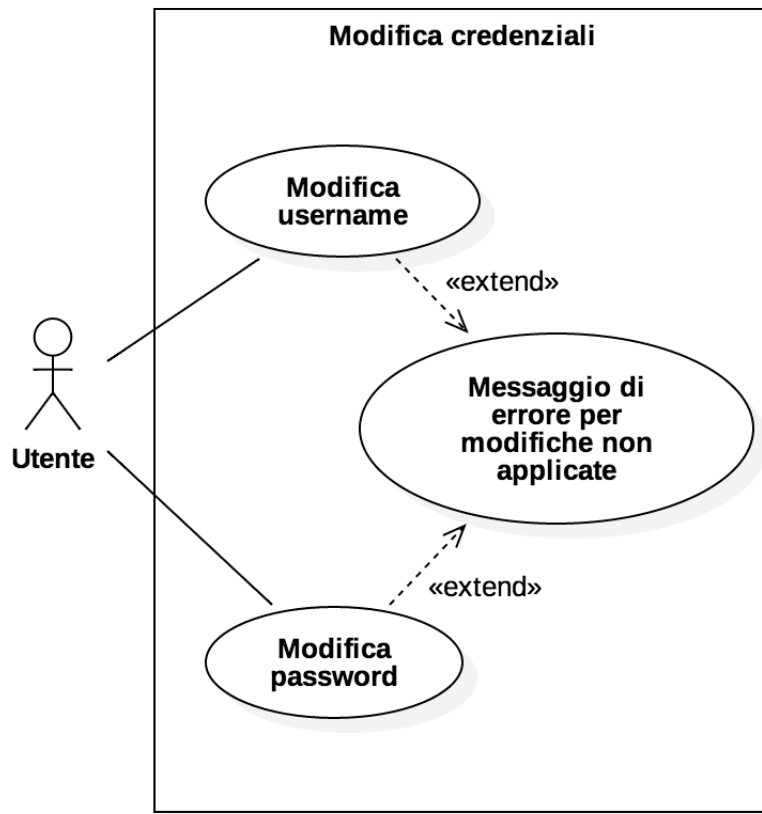 Modifica credenziali
Modifica
username
«extend»
Messaggio di
errore per
modifiche non
applicate
Utente
«extend»
Modifica
password